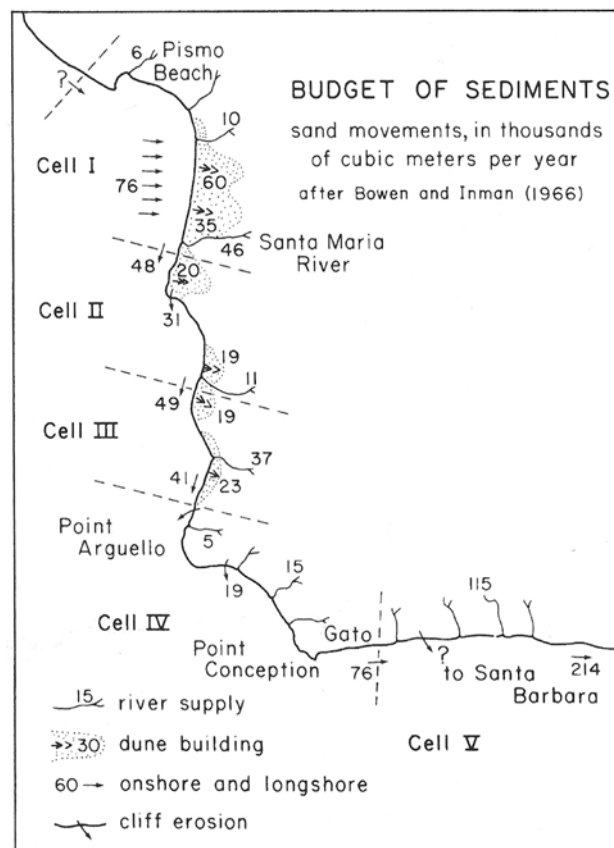 6
Pismo
Beach
?
BUDGET OF SEDIMENTS
sand movements, in thousands
of cubic meters per year
after Bowen and Inman (1966)
10
Cell I
76
60
35
46
Santa Maria
River
48
20
Cell II
31
19
11
49
19
Cell III
37
41
23
Point
Arguello
5
15
19
115
Cell IV
Gato
Point
Conception
76
?
to Santa
Barbara
214
15
river supply
30
dune building
60
onshore and longshore
cliff erosion
Cell V